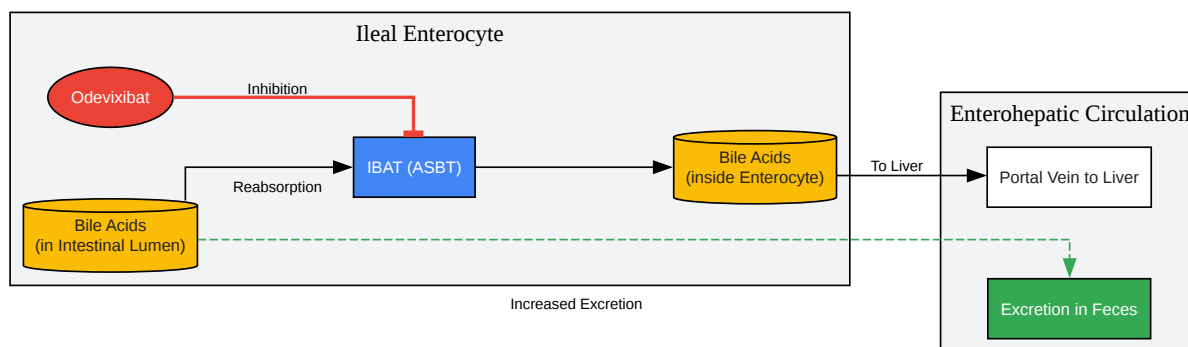 Ileal Enterocyte
Odevixibat
Inhibition
Enterohepatic Circulation
IBAT (ASBT)
Bile Acids
(inside Enterocyte)
To Liver
Portal Vein to Liver
Reabsorption
Bile Acids
(in Intestinal Lumen)
Increased Excretion
Excretion in Feces